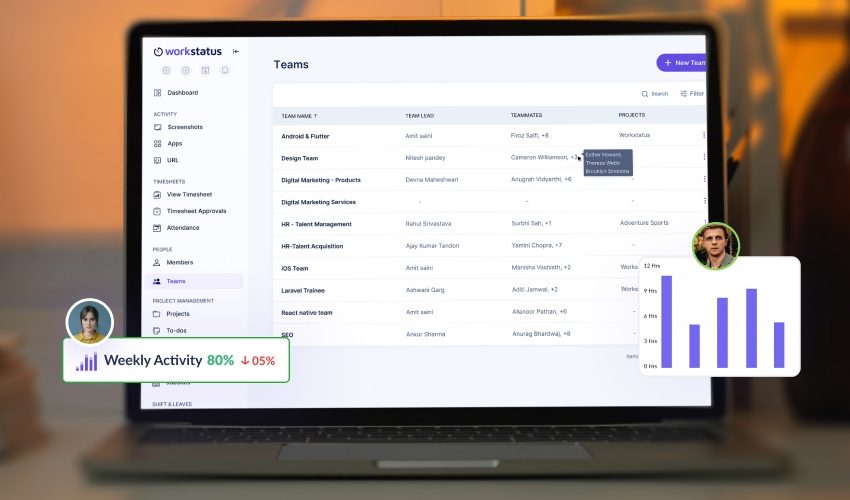 workstatus
Teams
+ New Team
Search
Filter
Dashboard
ACTIVITY
Screenshots
Apps
URL
TIMESHEETS
View Timesheet
Timesheet Approvals
Attendance
PEOPLE
Members
Teams
PROJECT MANAGEMENT
Projects
To-dos
SHIFT & LEAVES
TEAM NAME ↑ TEAM LEAD TEAMMATES PROJECTS
Android & Flutter Amit saini Firoz Saifi, +8 Workstatus
Design Team Nitesh pandey Cameron Williamson, +3
Esther Howard,
Theresa Webb
Brooklyn Simmons
Digital Marketing - Products Devna Maheshwari Anugrah Vidyarthi, +6 -
Digital Marketing Services - - -
HR - Talent Management Rahul Srivastava Surbhi Sah, +1 Adventure Sports
HR-Talent Acquisition Ajay Kumar Tandon Yamini Chopra, +7 -
iOS Team Amit saini Manisha Vashisth, +2 Works
Laravel Trainee Ashwani Garg Aditi Jamwal, +2 Works
React native team Amit saini Allanoor Pathan, +6 -
SEO Ankur Sharma Anurag Bhardwaj, +8 -
Items
Weekly Activity 80% ↓ 05%
12 Hrs
9 Hrs
6 Hrs
3 Hrs
0 Hrs